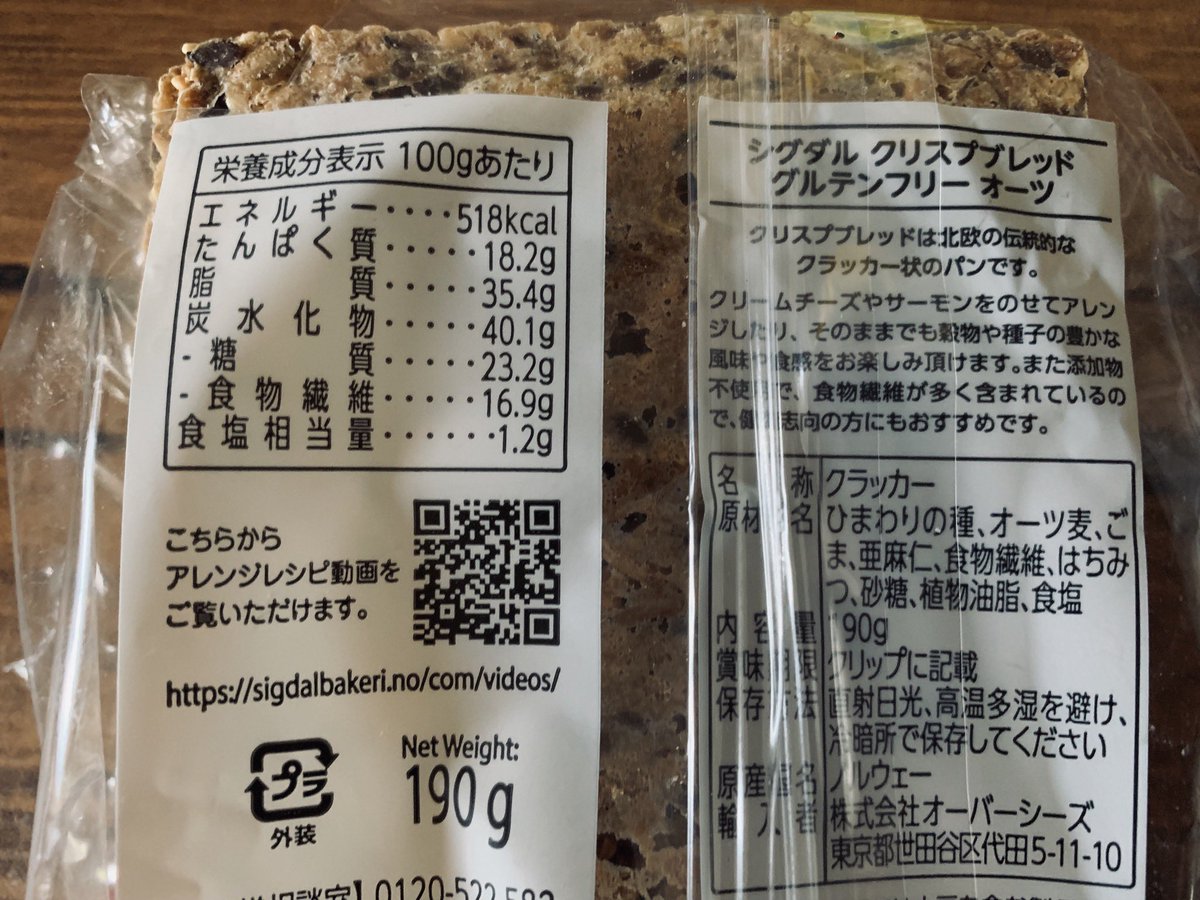 栄養成分表示 100gあたり
エネルギー・・・・518kcal
たんぱく質・・・・・18.2g
脂質・・・・・35.4g
炭水化物・・・・・40.1g
- 糖質・・・・・23.2g
- 食物繊維・・・・・16.9g
食塩相当量・・・・・・1.2g
こちらから
アレンジレシピ動画を
ご覧いただけます。
https://sigdalbakeri.no/com/videos/
プラ
外装
Net Weight:
190g
相談室】0120-522-582
シグダル クリスプブレッド
グルテンフリー オーツ
クリスプブレッドは北欧の伝統的な
クラッカー状のパンです。
クリームチーズやサーモンをのせてアレン
ジしたり、そのままでも穀物や種子の豊かな
風味や食感をお楽しみ頂けます。また添加物
不使用で、食物繊維が多く含まれているの
で、健康志向の方にもおすすめです。
名称 クラッカー
原材料名 ひまわりの種、オーツ麦、ご
ま、亜麻仁、食物繊維、はちみ
つ、砂糖、植物油脂、食塩
内容量 190g
賞味期限 クリップに記載
保存方法 直射日光、高温多湿を避け、
冷暗所で保存してください
原産国名 ノルウェー
輸入者 株式会社オーバーシーズ
東京都世田谷区代田5-11-10